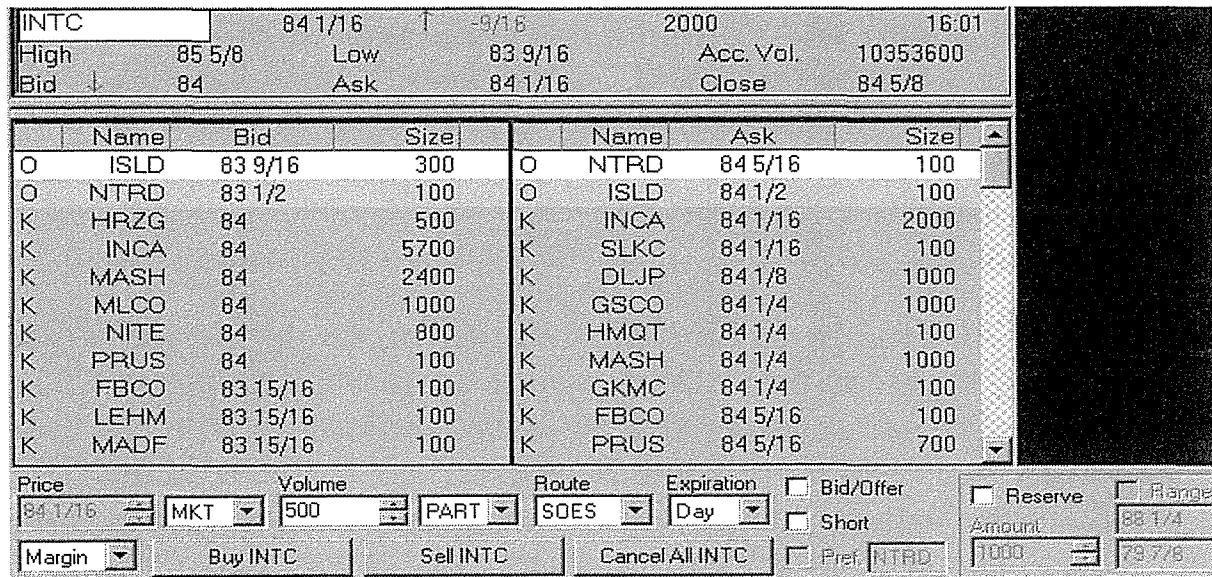 INTC 84 1/16 ↑ -9/16 2000 16:01
High 85 5/8 Low 83 9/16 Acc. Vol. 10353600
Bid ↓ 84 Ask 84 1/16 Close 84 5/8
Name Bid Size Name Ask Size
O ISLD 83 9/16 300 O NTRD 84 5/16 100
O NTRD 83 1/2 100 O ISLD 84 1/2 100
K HRZG 84 500 K INCA 84 1/16 2000
K INCA 84 5700 K SLKC 84 1/16 100
K MASH 84 2400 K DLJP 84 1/8 1000
K MLCO 84 1000 K GSCO 84 1/4 1000
K NITE 84 800 K HMQT 84 1/4 100
K PRUS 84 100 K MASH 84 1/4 1000
K FBCO 83 15/16 100 K GKMC 84 1/4 100
K LEHM 83 15/16 100 K FBCO 84 5/16 100
K MADF 83 15/16 100 K PRUS 84 5/16 700
Price Volume Route Expiration Bid/Offer Reserve Range
84 1/16 MKT 500 PART SOES Day Short Amount 88 1/4
Margin Buy INTC Sell INTC Cancel All INTC Pref. NTRD 1000 79 7/8